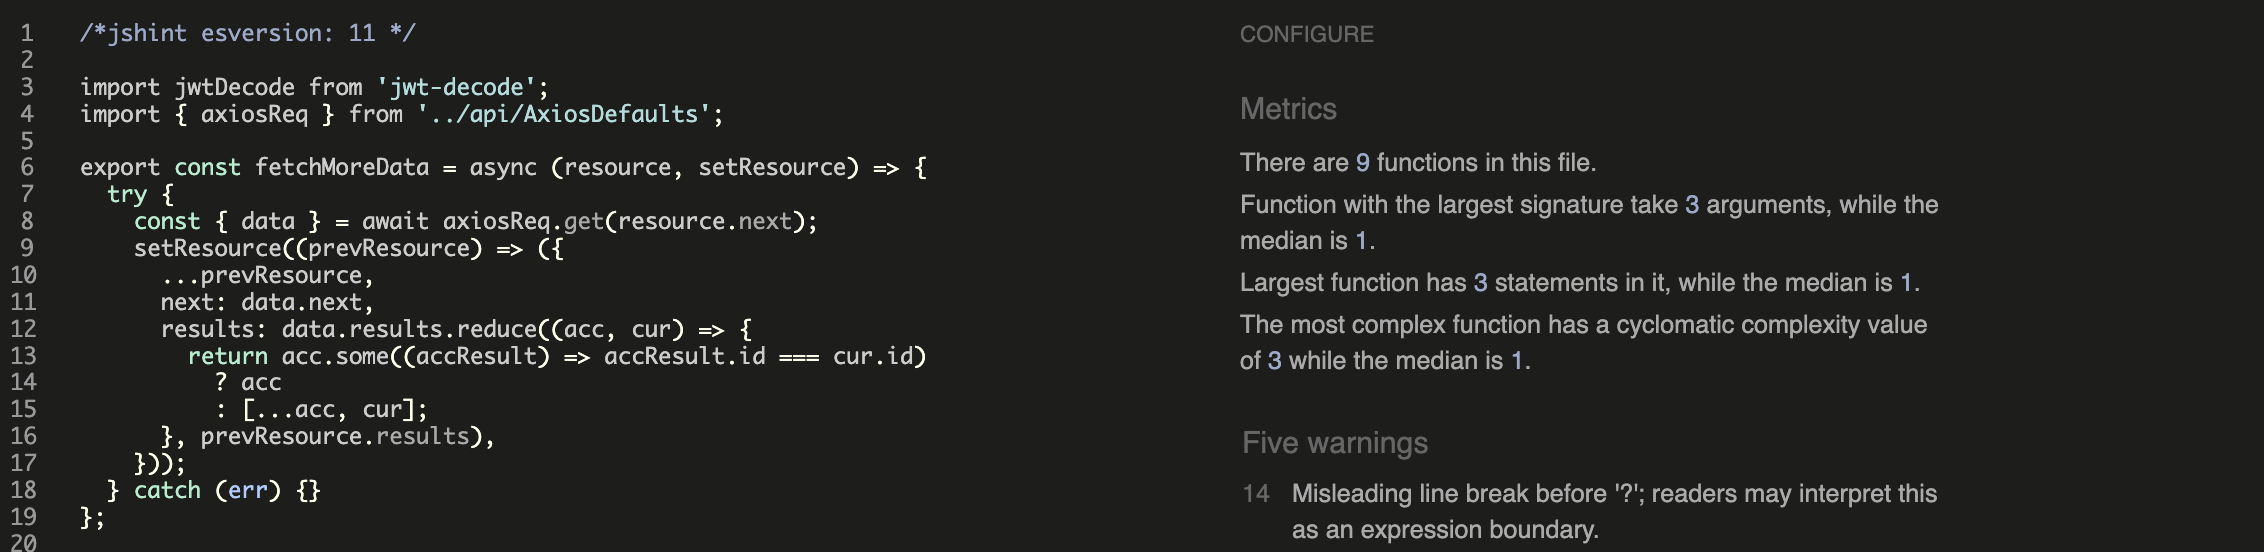 1 /*jshint esversion: 11 */
2
3 import jwtDecode from 'jwt-decode';
4 import { axiosReq } from '../api/AxiosDefaults';
5
6 export const fetchMoreData = async (resource, setResource) => {
7   try {
8     const { data } = await axiosReq.get(resource.next);
9     setResource((prevResource) => ({
10       ...prevResource,
11       next: data.next,
12       results: data.results.reduce((acc, cur) => {
13         return acc.some((accResult) => accResult.id === cur.id)
14           ? acc
15           : [...acc, cur];
16       }, prevResource.results),
17     }));
18   } catch (err) {}
19 };
20
CONFIGURE
Metrics
There are 9 functions in this file.
Function with the largest signature take 3 arguments, while the
median is 1.
Largest function has 3 statements in it, while the median is 1.
The most complex function has a cyclomatic complexity value
of 3 while the median is 1.
Five warnings
14 Misleading line break before '?'; readers may interpret this
as an expression boundary.